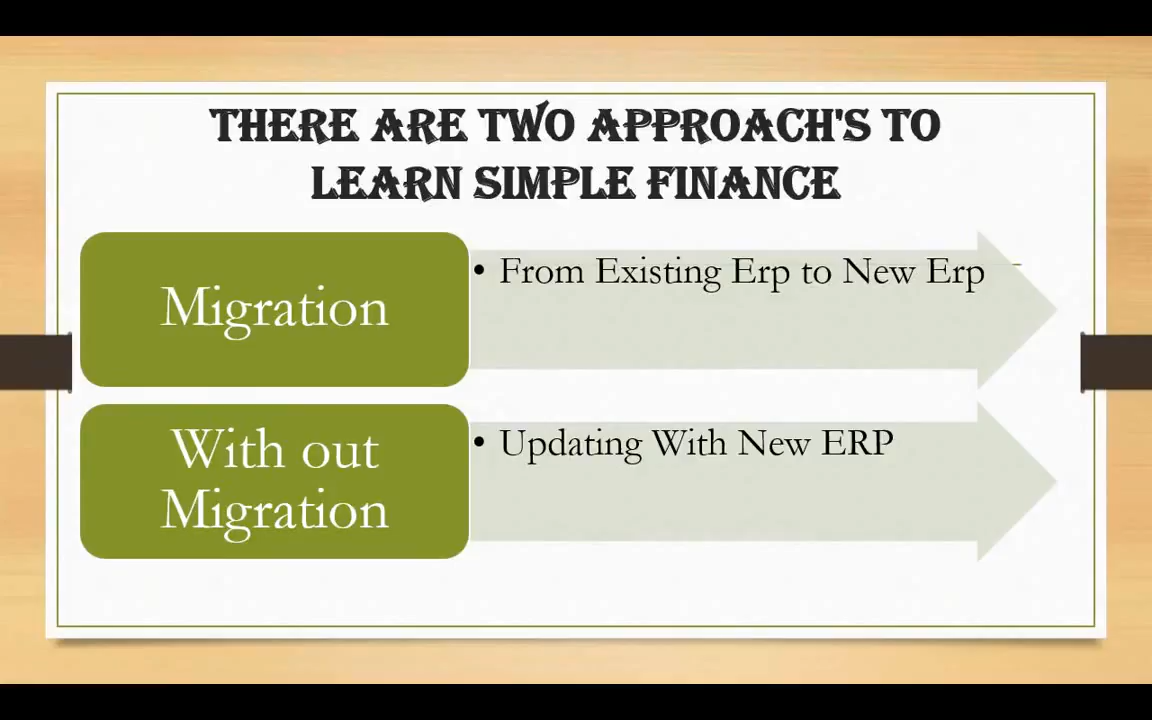 THERE ARE TWO APPROACH'S TO
LEARN SIMPLE FINANCE
Migration
• From Existing Erp to New Erp
With out
Migration
• Updating With New ERP